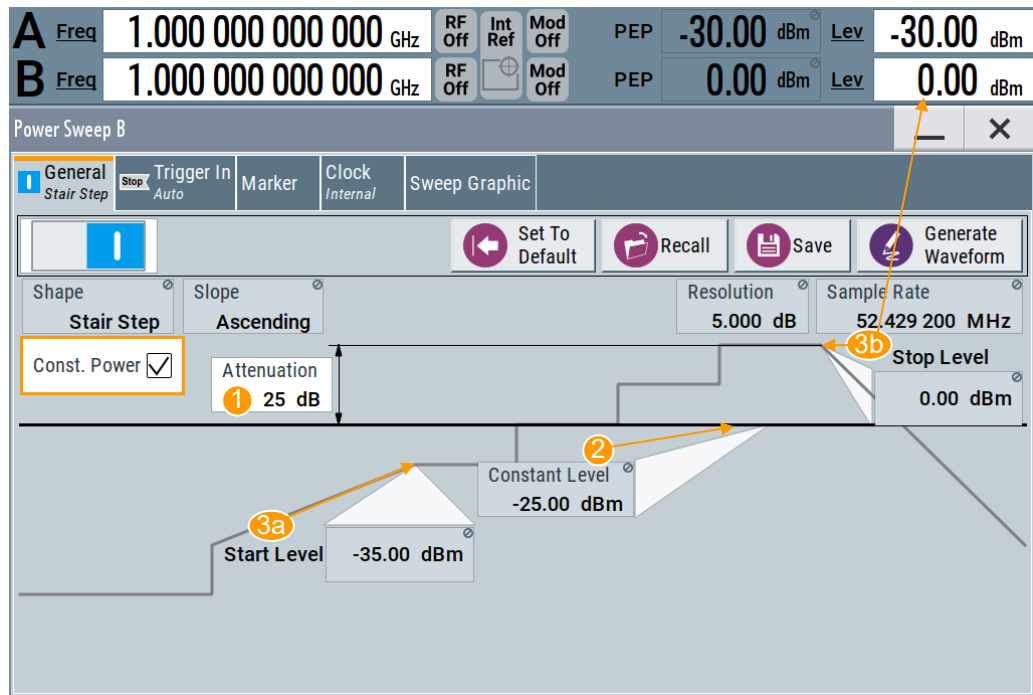 A Freq 1.000 000 000 000 GHz RF Off Int Ref Mod Off PEP -30.00 dBm Lev -30.00 dBm
B Freq 1.000 000 000 000 GHz RF Off Mod Off PEP 0.00 dBm Lev 0.00 dBm
Power Sweep B
General Stair Step Stop Trigger In Auto Marker Clock Internal Sweep Graphic
Set To Default Recall Save Generate Waveform
Shape Slope Resolution Sample Rate
Stair Step Ascending 5.000 dB 52.429 200 MHz
3b
Const. Power Attenuation Stop Level
1 25 dB 0.00 dBm
2
Constant Level
-25.00 dBm
3a
Start Level -35.00 dBm